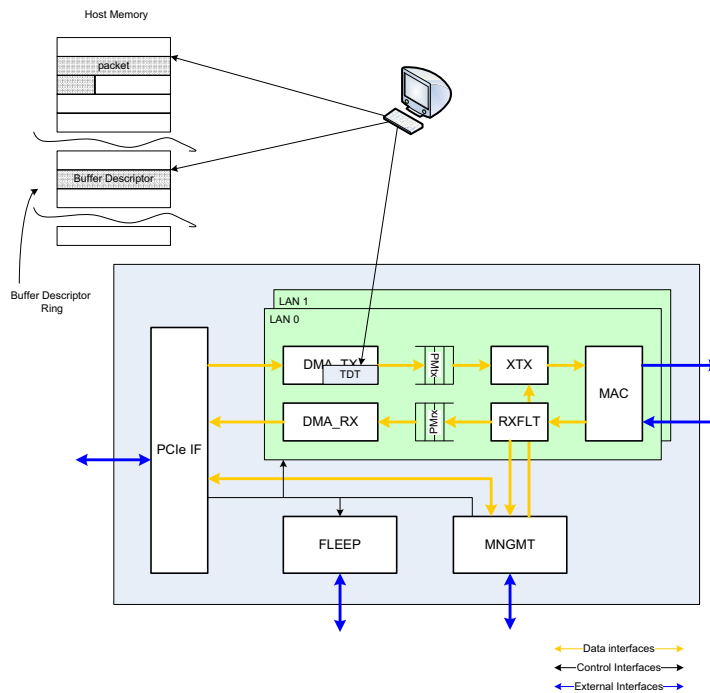 Host Memory
packet
Buffer Descriptor
Buffer Descriptor
Ring
LAN 1
LAN 0
DMA_TX
TDT
PMtx
XTX
MAC
DMA_RX
PMrx
RXFLT
PCIe IF
FLEEP
MNGMT
Data interfaces
Control Interfaces
External Interfaces